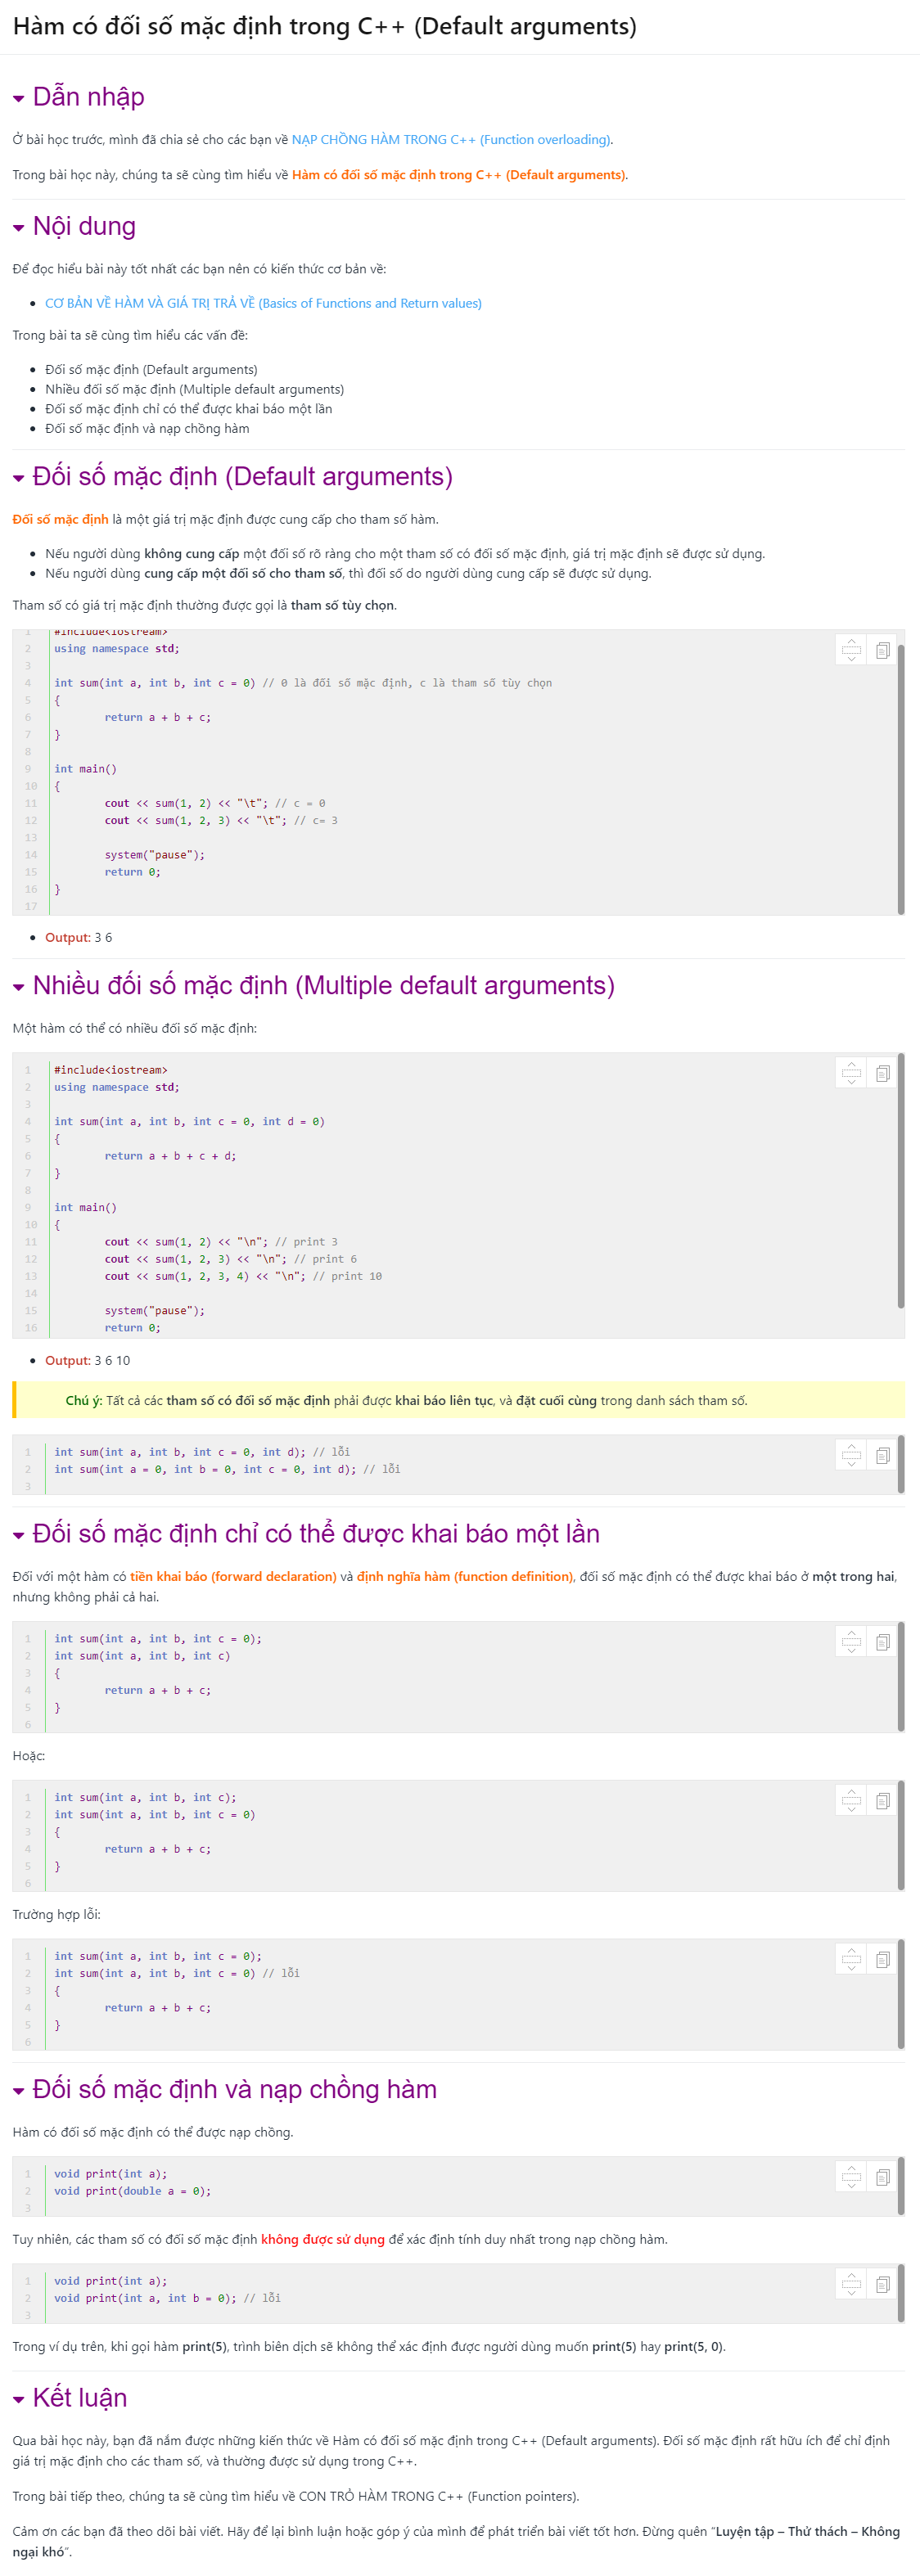 Hàm có đối số mặc định trong C++ (Default arguments)
Dẫn nhập
Ở bài học trước, mình đã chia sẻ cho các bạn về NẠP CHỒNG HÀM TRONG C++ (Function overloading).
Trong bài học này, chúng ta sẽ cùng tìm hiểu về Hàm có đối số mặc định trong C++ (Default arguments).
Nội dung
Để đọc hiểu bài này tốt nhất các bạn nên có kiến thức cơ bản về:
CƠ BẢN VỀ HÀM VÀ GIÁ TRỊ TRẢ VỀ (Basics of Functions and Return values)
Trong bài ta sẽ cùng tìm hiểu các vấn đề:
Đối số mặc định (Default arguments)
Nhiều đối số mặc định (Multiple default arguments)
Đối số mặc định chỉ có thể được khai báo một lần
Đối số mặc định và nạp chồng hàm
Đối số mặc định (Default arguments)
Đối số mặc định là một giá trị mặc định được cung cấp cho tham số hàm.
Nếu người dùng không cung cấp một đối số rõ ràng cho một tham số có đối số mặc định, giá trị mặc định sẽ được sử dụng.
Nếu người dùng cung cấp một đối số cho tham số, thì đối số do người dùng cung cấp sẽ được sử dụng.
Tham số có giá trị mặc định thường được gọi là tham số tùy chọn.
1 #include<iostream>
2 using namespace std;
3
4 int sum(int a, int b, int c = 0) // 0 là đối số mặc định, c là tham số tùy chọn
5 {
6 return a + b + c;
7 }
8
9 int main()
10 {
11 cout << sum(1, 2) << "\t"; // c = 0
12 cout << sum(1, 2, 3) << "\t"; // c= 3
13
14 system("pause");
15 return 0;
16 }
17
Output: 3 6
Nhiều đối số mặc định (Multiple default arguments)
Một hàm có thể có nhiều đối số mặc định:
1 #include<iostream>
2 using namespace std;
3
4 int sum(int a, int b, int c = 0, int d = 0)
5 {
6 return a + b + c + d;
7 }
8
9 int main()
10 {
11 cout << sum(1, 2) << "\n"; // print 3
12 cout << sum(1, 2, 3) << "\n"; // print 6
13 cout << sum(1, 2, 3, 4) << "\n"; // print 10
14
15 system("pause");
16 return 0;
Output: 3 6 10
Chú ý: Tất cả các tham số có đối số mặc định phải được khai báo liên tục, và đặt cuối cùng trong danh sách tham số.
1 int sum(int a, int b, int c = 0, int d); // lỗi
2 int sum(int a = 0, int b = 0, int c = 0, int d); // lỗi
3
Đối số mặc định chỉ có thể được khai báo một lần
Đối với một hàm có tiền khai báo (forward declaration) và định nghĩa hàm (function definition), đối số mặc định có thể được khai báo ở một trong hai,
nhưng không phải cả hai.
1 int sum(int a, int b, int c = 0);
2 int sum(int a, int b, int c)
3 {
4 return a + b + c;
5 }
6
Hoặc:
1 int sum(int a, int b, int c);
2 int sum(int a, int b, int c = 0)
3 {
4 return a + b + c;
5 }
6
Trường hợp lỗi:
1 int sum(int a, int b, int c = 0);
2 int sum(int a, int b, int c = 0) // lỗi
3 {
4 return a + b + c;
5 }
6
Đối số mặc định và nạp chồng hàm
Hàm có đối số mặc định có thể được nạp chồng.
1 void print(int a);
2 void print(double a = 0);
3
Tuy nhiên, các tham số có đối số mặc định không được sử dụng để xác định tính duy nhất trong nạp chồng hàm.
1 void print(int a);
2 void print(int a, int b = 0); // lỗi
3
Trong ví dụ trên, khi gọi hàm print(5), trình biên dịch sẽ không thể xác định được người dùng muốn print(5) hay print(5, 0).
Kết luận
Qua bài học này, bạn đã nắm được những kiến thức về Hàm có đối số mặc định trong C++ (Default arguments). Đối số mặc định rất hữu ích để chỉ định
giá trị mặc định cho các tham số, và thường được sử dụng trong C++.
Trong bài tiếp theo, chúng ta sẽ cùng tìm hiểu về CON TRỎ HÀM TRONG C++ (Function pointers).
Cảm ơn các bạn đã theo dõi bài viết. Hãy để lại bình luận hoặc góp ý của mình để phát triển bài viết tốt hơn. Đừng quên “Luyện tập – Thử thách – Không
ngại khó”.